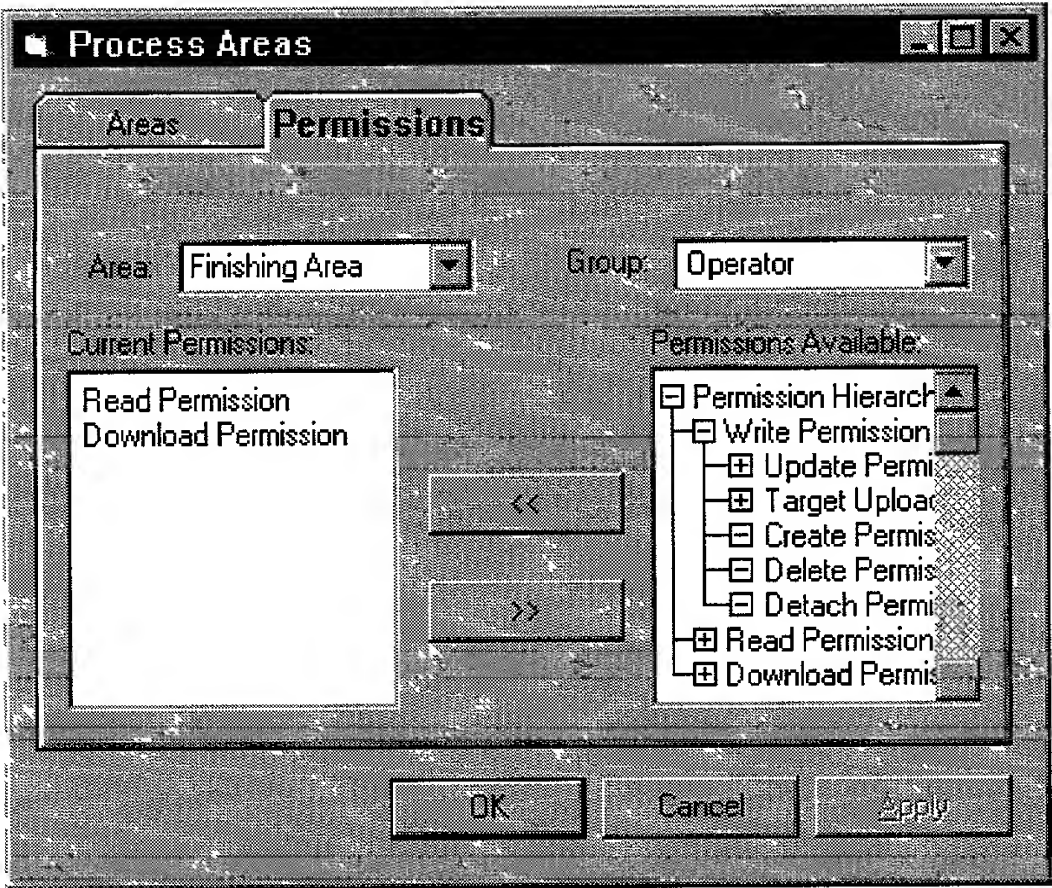 Process Areas
Areas
Permissions
Area:
Finishing Area
Group:
Operator
Current Permissions:
Permissions Available:
Read Permission
Download Permission
<<
>>
Permission Hierarch
Write Permission
Update Permi
Target Upload
Create Permis
Delete Permis
Detach Permi
Read Permission
Download Permis
OK
Cancel
Apply